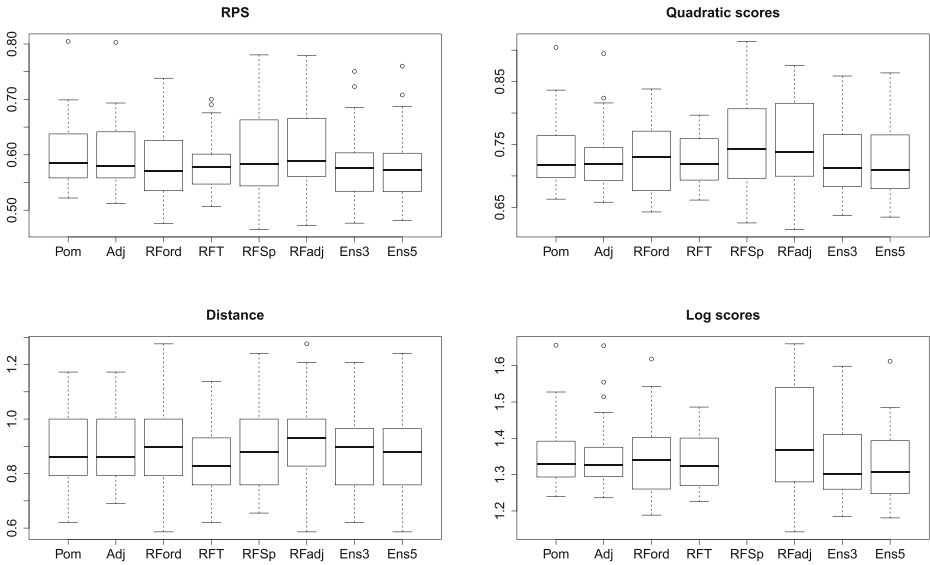 RPS
0.80
0.70
0.60
0.50
Pom Adj RFord RFT RFSp RFadj Ens3 Ens5
Quadratic scores
0.85
0.75
0.65
Pom Adj RFord RFT RFSp RFadj Ens3 Ens5
Distance
1.2
1.0
0.8
0.6
Pom Adj RFord RFT RFSp RFadj Ens3 Ens5
Log scores
1.6
1.5
1.4
1.3
1.2
Pom Adj RFord RFT RFSp RFadj Ens3 Ens5